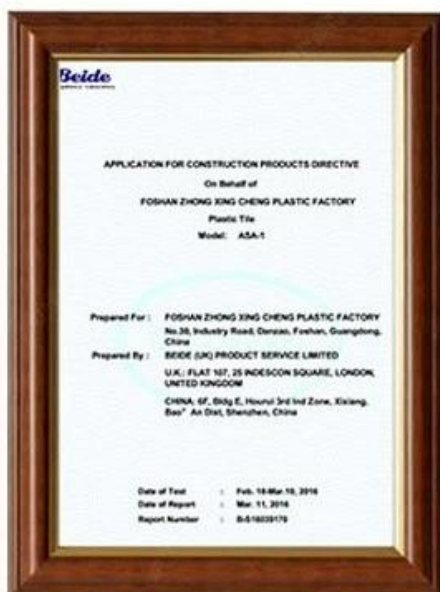 Beide
APPLICATION FOR CONSTRUCTION PRODUCTS DIRECTIVE
On Behalf of
FOSHAN ZHONG XING CHENG PLASTIC FACTORY
Plastic Tile
Model: ASA-1
Prepared For : FOSHAN ZHONG XING CHENG PLASTIC FACTORY
No.39, Industry Road, Danzao, Foshan, Guangdong,
China
Prepared By : BEIDE (UK) PRODUCT SERVICE LIMITED
U.K.: FLAT 107, 25 INDESCON SQUARE, LONDON,
UNITED KINGDOM
CHINA: 6F, Bldg E, Hourui 3rd Ind Zone, Xixiang,
Bao" An Dist, Shenzhen, China
Date of Test : Feb. 18-Mar.10, 2016
Date of Report : Mar. 11, 2016
Report Number :